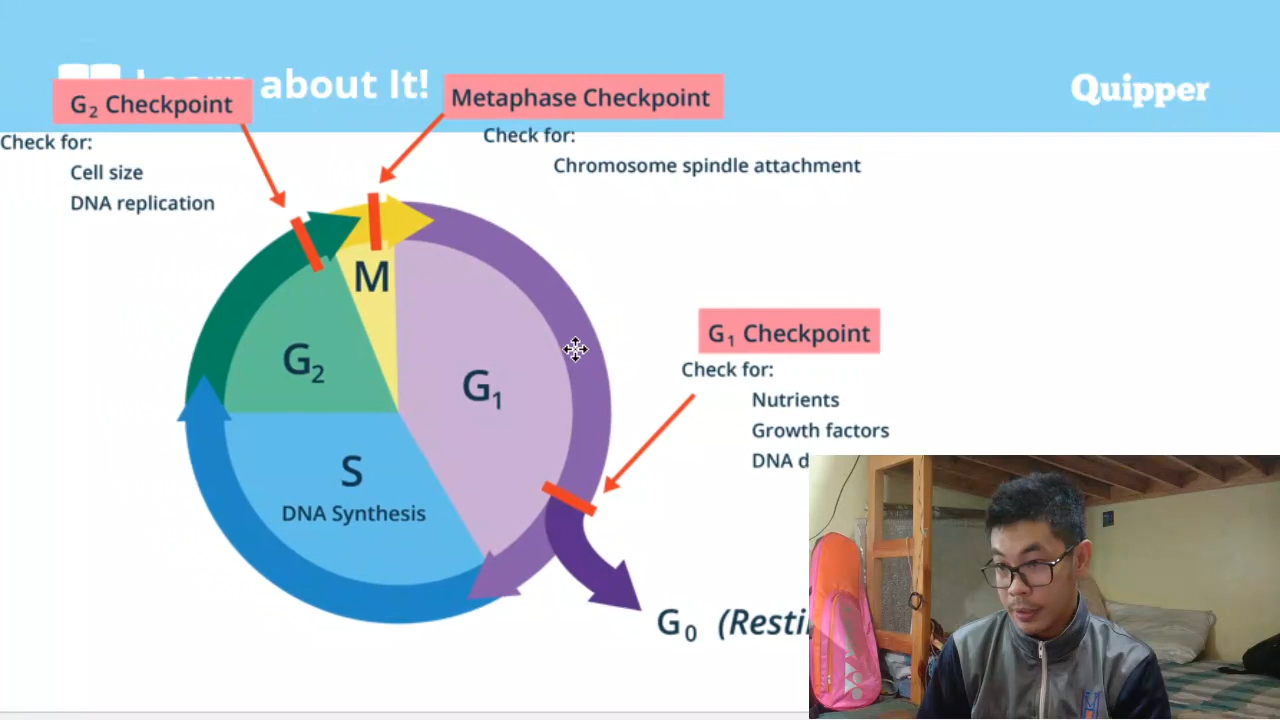 about It!
Quipper
G₂ Checkpoint
Check for:
Cell size
DNA replication
Metaphase Checkpoint
Check for:
Chromosome spindle attachment
M
G₂
G₁
S
DNA Synthesis
G₁ Checkpoint
Check for:
Nutrients
Growth factors
DNA
G₀